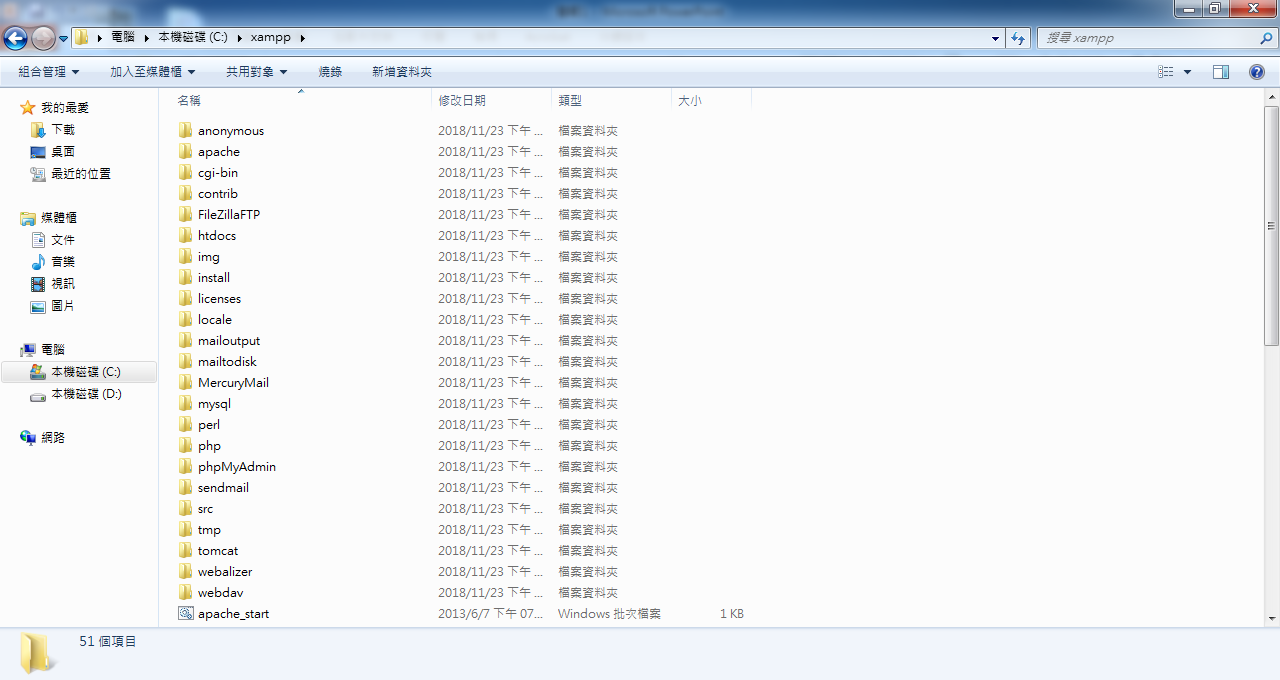 電腦 本機磁碟 (C:) xampp 搜尋 xampp
組合管理 加入至媒體櫃 共用對象 燒錄 新增資料夾
我的最愛
下載
桌面
最近的位置
媒體櫃
文件
音樂
視訊
圖片
電腦
本機磁碟 (C:)
本機磁碟 (D:)
網路
名稱 修改日期 類型 大小
anonymous 2018/11/23 下午 ... 檔案資料夾
apache 2018/11/23 下午 ... 檔案資料夾
cgi-bin 2018/11/23 下午 ... 檔案資料夾
contrib 2018/11/23 下午 ... 檔案資料夾
FileZillaFTP 2018/11/23 下午 ... 檔案資料夾
htdocs 2018/11/23 下午 ... 檔案資料夾
img 2018/11/23 下午 ... 檔案資料夾
install 2018/11/23 下午 ... 檔案資料夾
licenses 2018/11/23 下午 ... 檔案資料夾
locale 2018/11/23 下午 ... 檔案資料夾
mailoutput 2018/11/23 下午 ... 檔案資料夾
mailtodisk 2018/11/23 下午 ... 檔案資料夾
MercuryMail 2018/11/23 下午 ... 檔案資料夾
mysql 2018/11/23 下午 ... 檔案資料夾
perl 2018/11/23 下午 ... 檔案資料夾
php 2018/11/23 下午 ... 檔案資料夾
phpMyAdmin 2018/11/23 下午 ... 檔案資料夾
sendmail 2018/11/23 下午 ... 檔案資料夾
src 2018/11/23 下午 ... 檔案資料夾
tmp 2018/11/23 下午 ... 檔案資料夾
tomcat 2018/11/23 下午 ... 檔案資料夾
webalizer 2018/11/23 下午 ... 檔案資料夾
webdav 2018/11/23 下午 ... 檔案資料夾
apache_start 2013/6/7 下午 07... Windows 批次檔案 1 KB
51 個項目